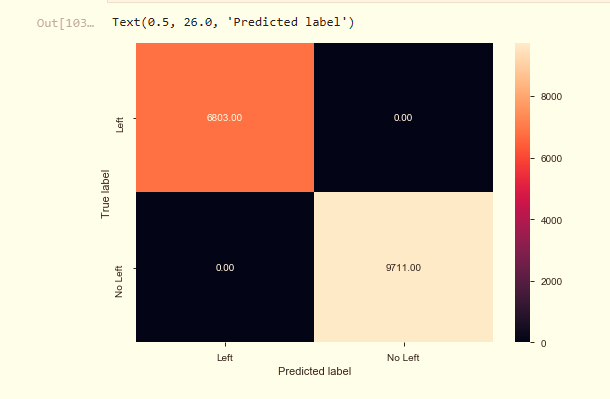 Out[103… Text(0.5, 26.0, 'Predicted label')
Left
6803.00
0.00
No Left
0.00
9711.00
True label
Left
No Left
Predicted label
8000
6000
4000
2000
0